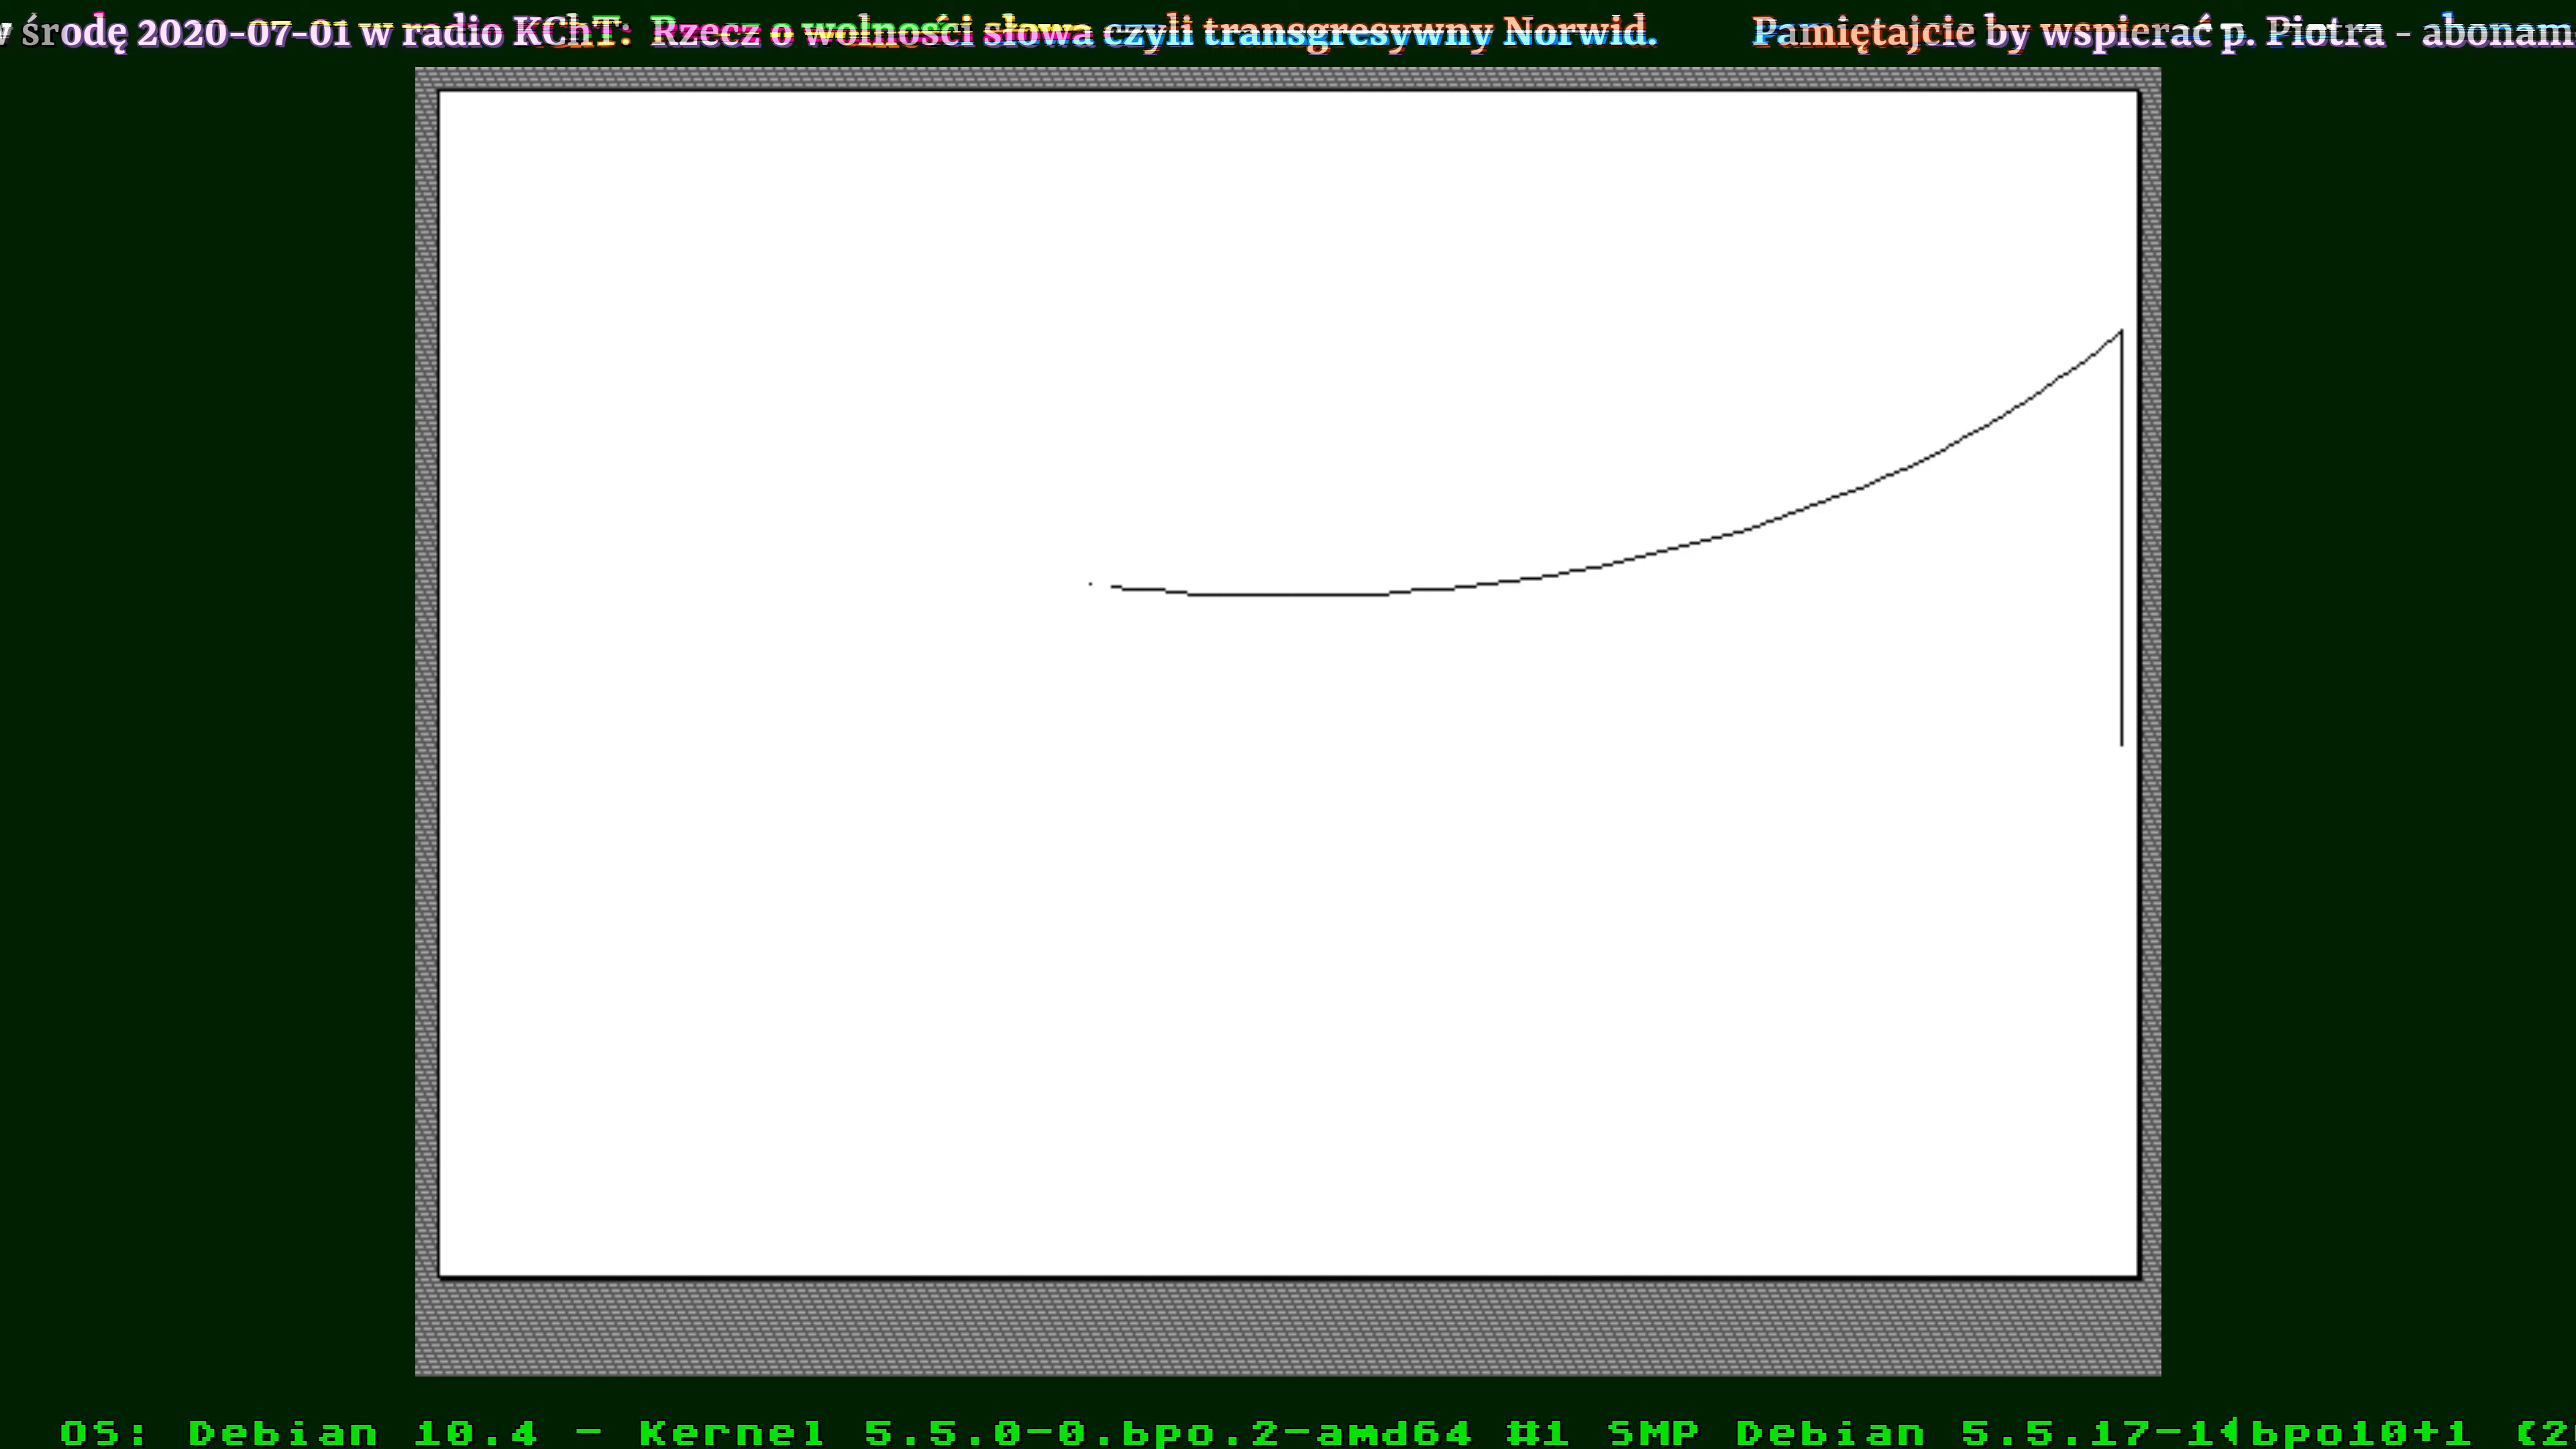 w środę 2020-07-01 w radio KChT: Rzecz o wolności słowa czyli transgresywny Norwid. Pamiętajcie by wspierać p. Piotra - abonam
OS: Debian 10.4 - Kernel 5.5.0-0.bpo.2-amd64 #1 SMP Debian 5.5.17-1~bpo10+1 (2